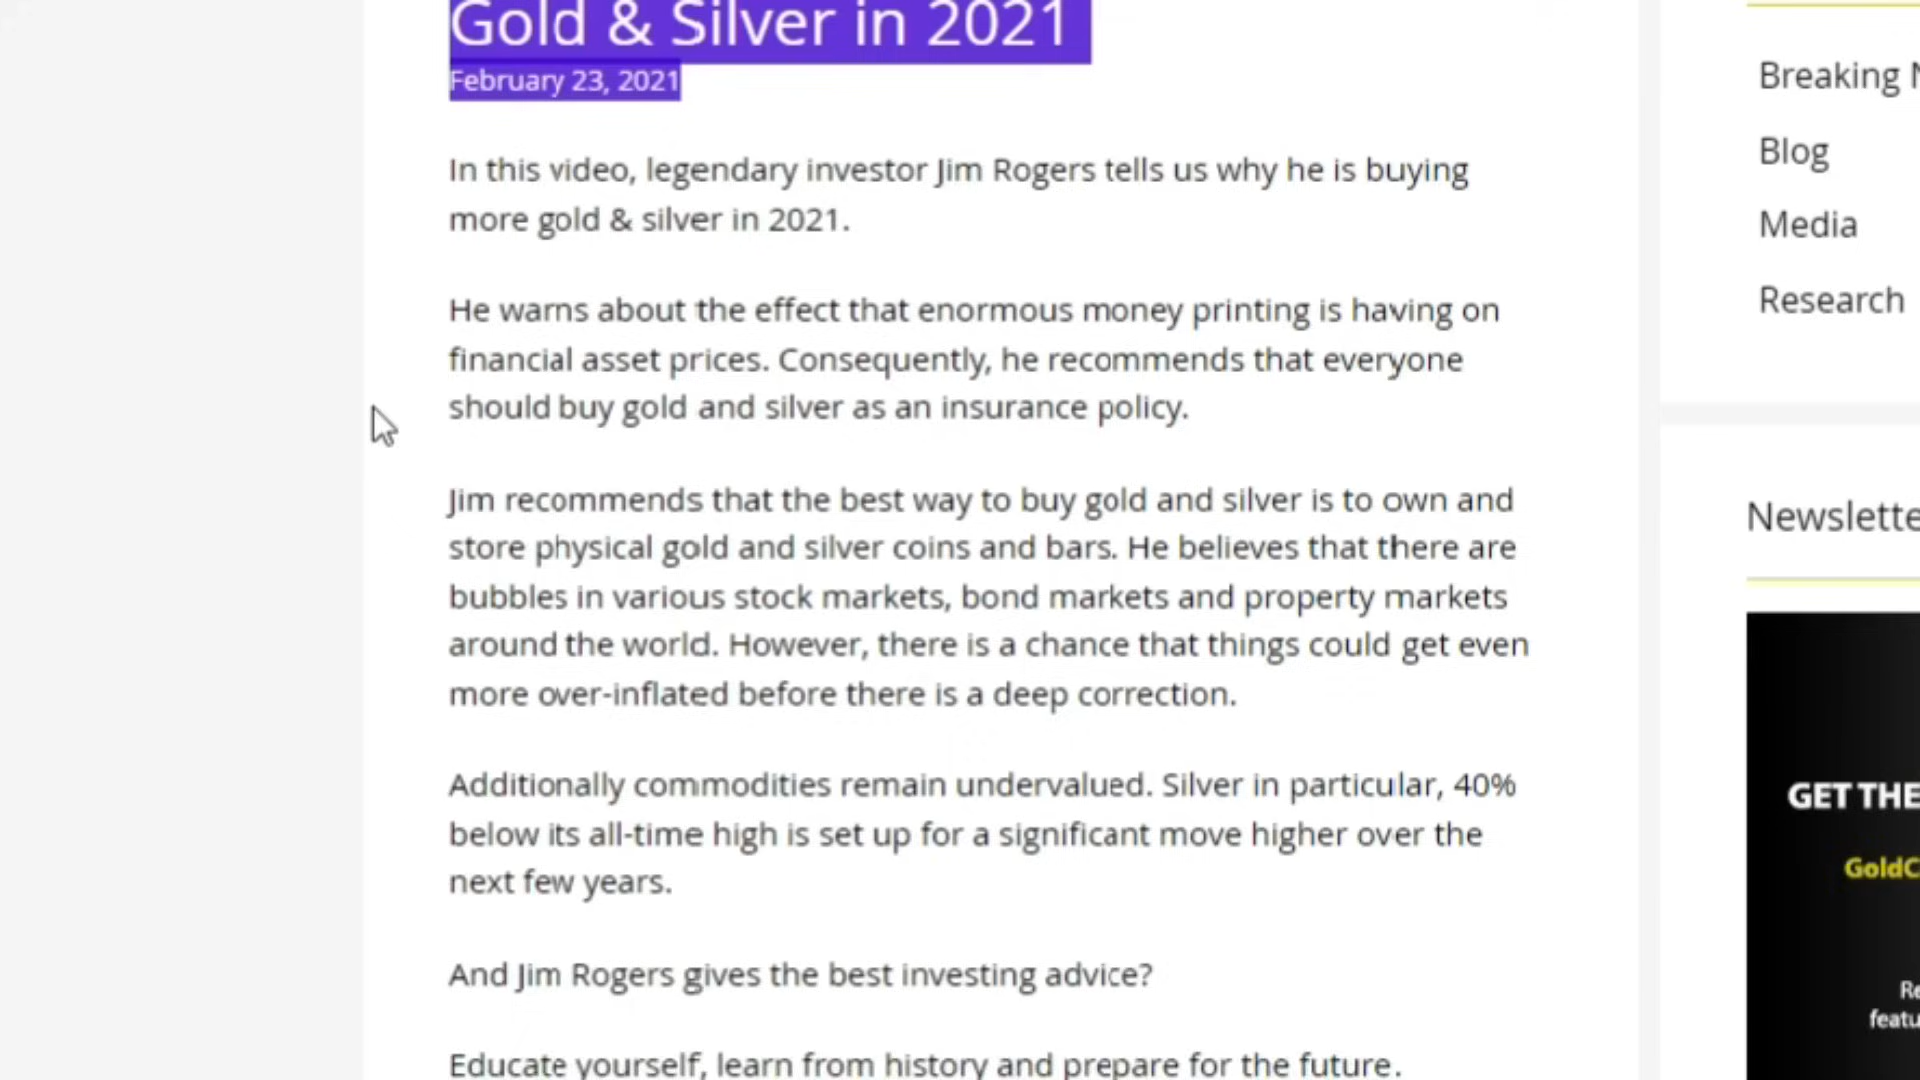 Gold & Silver in 2021
February 23, 2021
In this video, legendary investor Jim Rogers tells us why he is buying
more gold & silver in 2021.
He warns about the effect that enormous money printing is having on
financial asset prices. Consequently, he recommends that everyone
should buy gold and silver as an insurance policy.
Jim recommends that the best way to buy gold and silver is to own and
store physical gold and silver coins and bars. He believes that there are
bubbles in various stock markets, bond markets and property markets
around the world. However, there is a chance that things could get even
more over-inflated before there is a deep correction.
Additionally commodities remain undervalued. Silver in particular, 40%
below its all-time high is set up for a significant move higher over the
next few years.
And Jim Rogers gives the best investing advice?
Educate yourself, learn from history and prepare for the future.
Breaking
Blog
Media
Research
Newslette
GET THE
GoldC
Re
featu